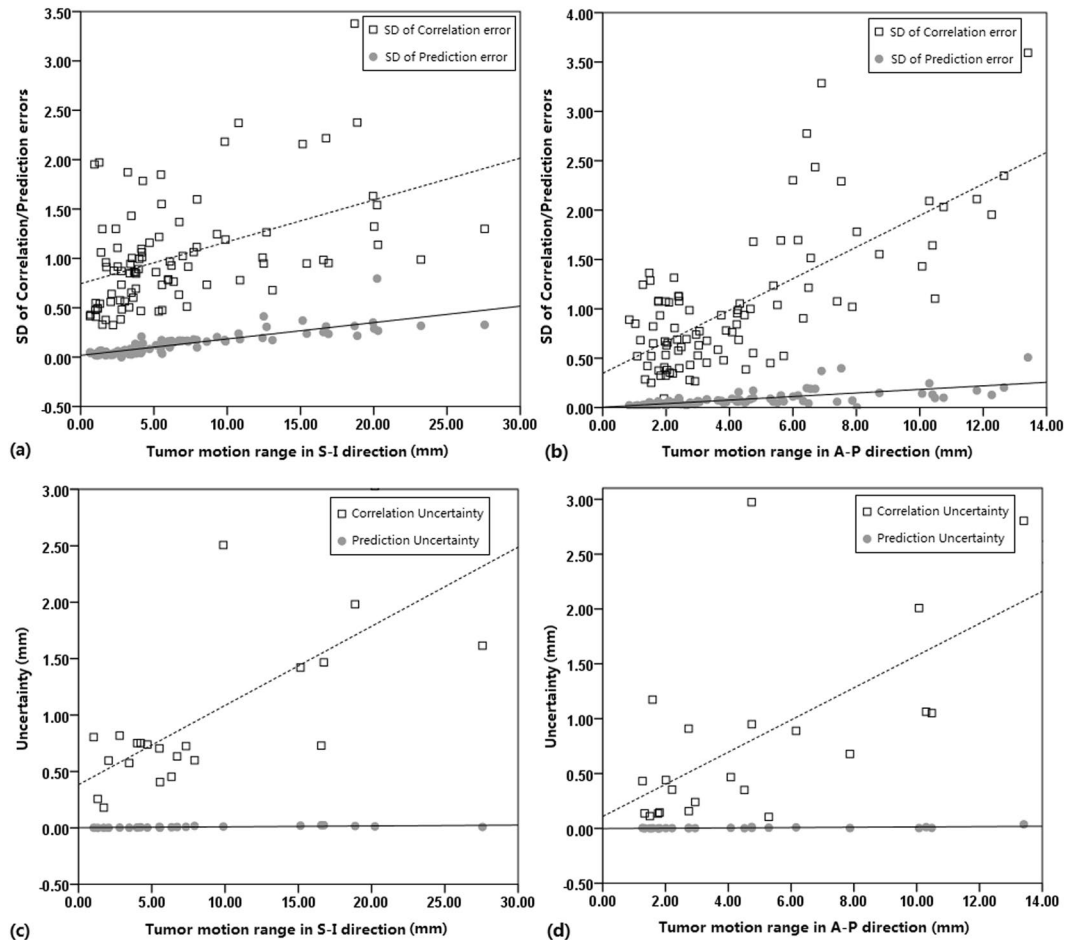 3.50
3.00
2.50
2.00
1.50
1.00
0.50
0.00
-0.50
SD of Correlation/Prediction errors
SD of Correlation error
SD of Prediction error
0.00 5.00 10.00 15.00 20.00 25.00 30.00
(a) Tumor motion range in S-I direction (mm)
4.00
3.50
3.00
2.50
2.00
1.50
1.00
0.50
0.00
SD of Correlation/Prediction errors
SD of Correlation error
SD of Prediction error
0.00 2.00 4.00 6.00 8.00 10.00 12.00 14.00
(b) Tumor motion range in A-P direction (mm)
3.00
2.50
2.00
1.50
1.00
0.50
0.00
-0.50
Uncertainty (mm)
Correlation Uncertainty
Prediction Uncertainty
0.00 5.00 10.00 15.00 20.00 25.00 30.00
(c) Tumor motion range in S-I direction (mm)
3.00
2.50
2.00
1.50
1.00
0.50
0.00
-0.50
Uncertainty (mm)
Correlation Uncertainty
Prediction Uncertainty
0.00 2.00 4.00 6.00 8.00 10.00 12.00 14.00
(d) Tumor motion range in A-P direction (mm)